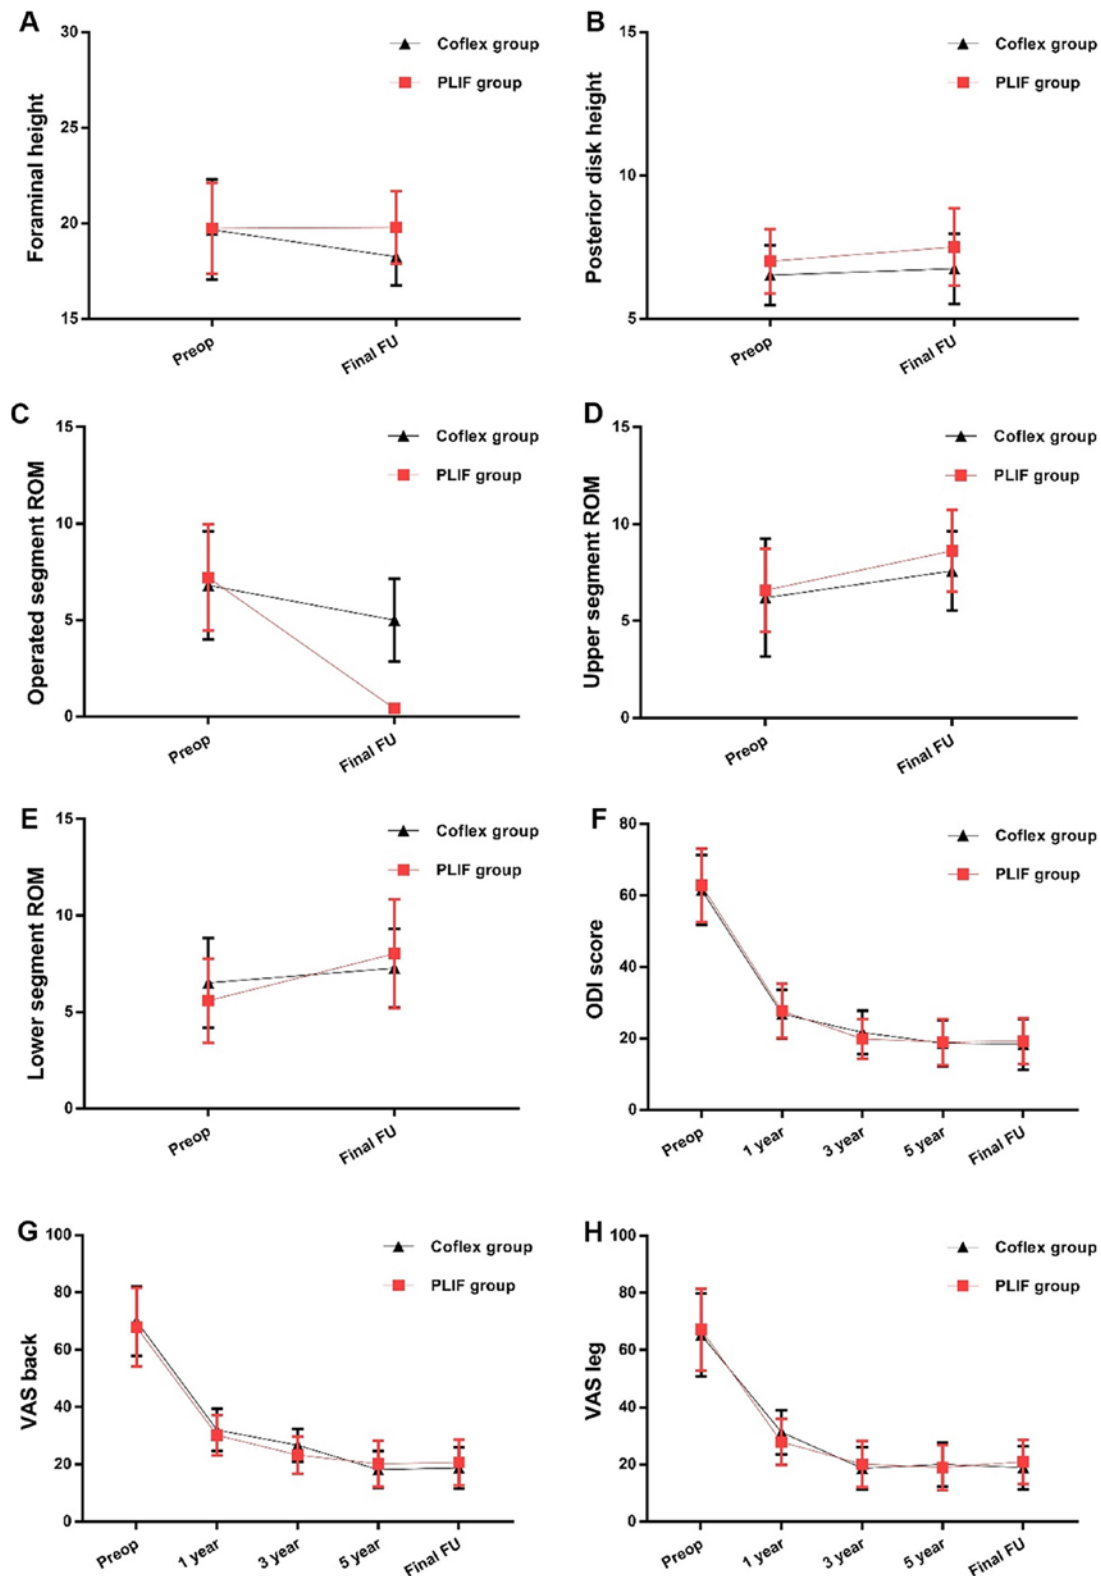 A
Foraminal height
30
25
20
15
Coflex group
PLIF group
Preop
Final FU
B
Posterior disk height
15
10
5
Coflex group
PLIF group
Preop
Final FU
C
Operated segment ROM
15
10
5
0
Coflex group
PLIF group
Preop
Final FU
D
Upper segment ROM
15
10
5
0
Coflex group
PLIF group
Preop
Final FU
E
Lower segment ROM
15
10
5
0
Coflex group
PLIF group
Preop
Final FU
F
ODI score
80
60
40
20
0
Coflex group
PLIF group
Preop
1 year
3 year
5 year
Final FU
G
VAS back
100
80
60
40
20
0
Coflex group
PLIF group
Preop
1 year
3 year
5 year
Final FU
H
VAS leg
100
80
60
40
20
0
Coflex group
PLIF group
Preop
1 year
3 year
5 year
Final FU